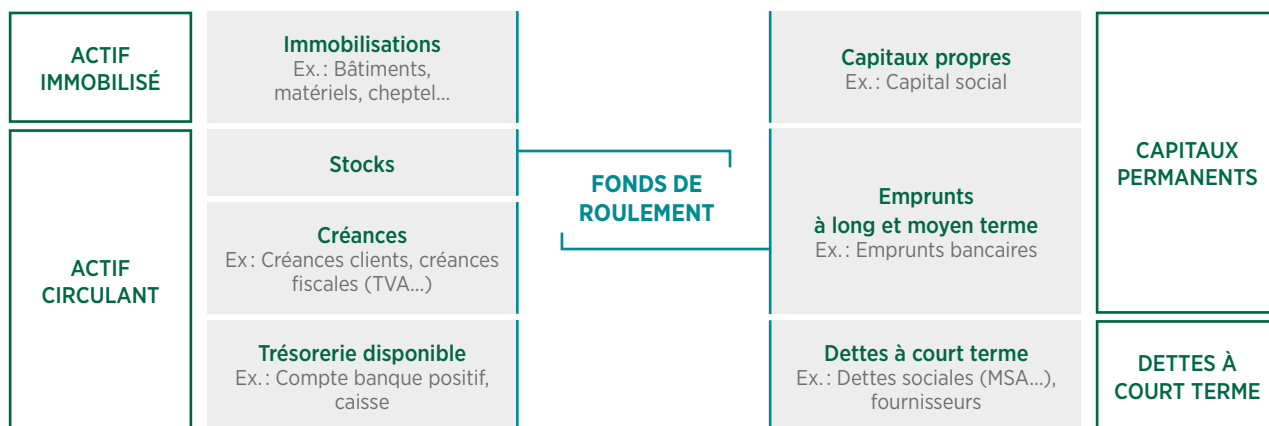 ACTIF
IMMOBILISÉ
Immobilisations
Ex. : Bâtiments,
matériels, cheptel...
Capitaux propres
Ex. : Capital social
CAPITAUX
PERMANENTS
Stocks
FONDS DE
ROULEMENT
Emprunts
à long et moyen terme
Ex. : Emprunts bancaires
ACTIF
CIRCULANT
Créances
Ex : Créances clients, créances
fiscales (TVA...)
Trésorerie disponible
Ex. : Compte banque positif,
caisse
Dettes à court terme
Ex. : Dettes sociales (MSA...),
fournisseurs
DETTES À
COURT TERME